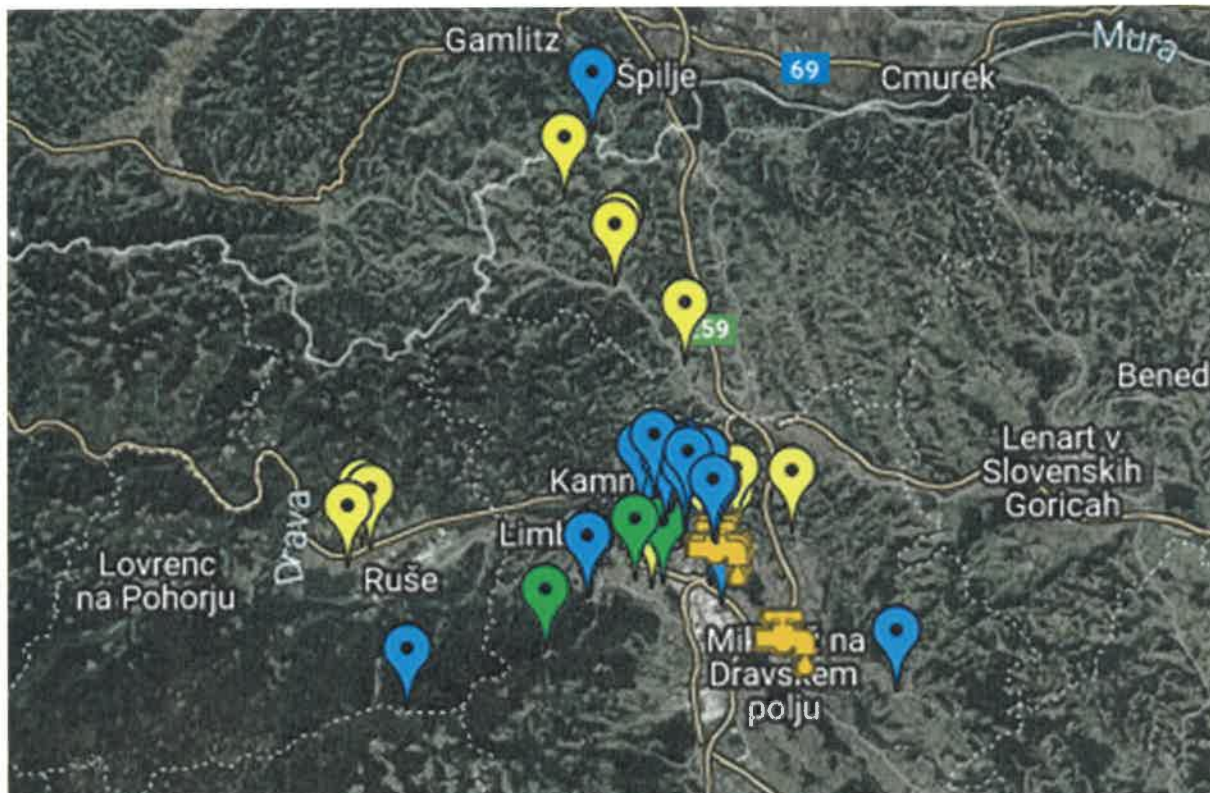 Gamlitz
Špilje
69
Cmurek
Mura
59
Bened
Lenart v
Slovenskih
Goricah
Kamn
Drava
Lovrenc
na Pohorju
Ruše
na
Dravskem
polju